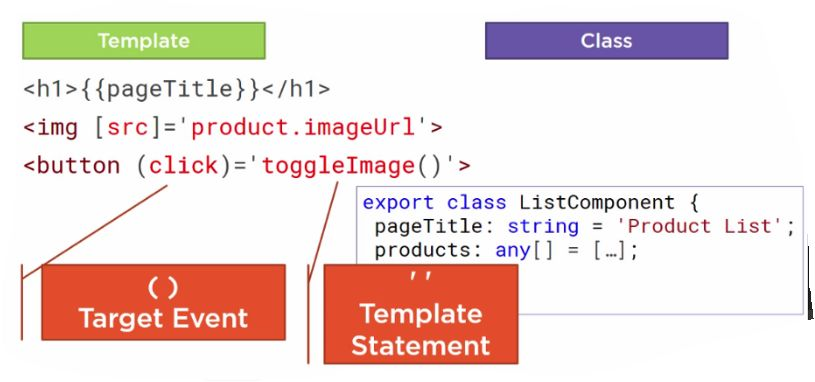 Template
Class
<h1>{{pageTitle}}</h1>
<img [src]='product.imageUrl'>
<button (click)='toggleImage()'>
export class ListComponent {
pageTitle: string = 'Product List';
products: any[] = […];
()
Target Event
' '
Template
Statement